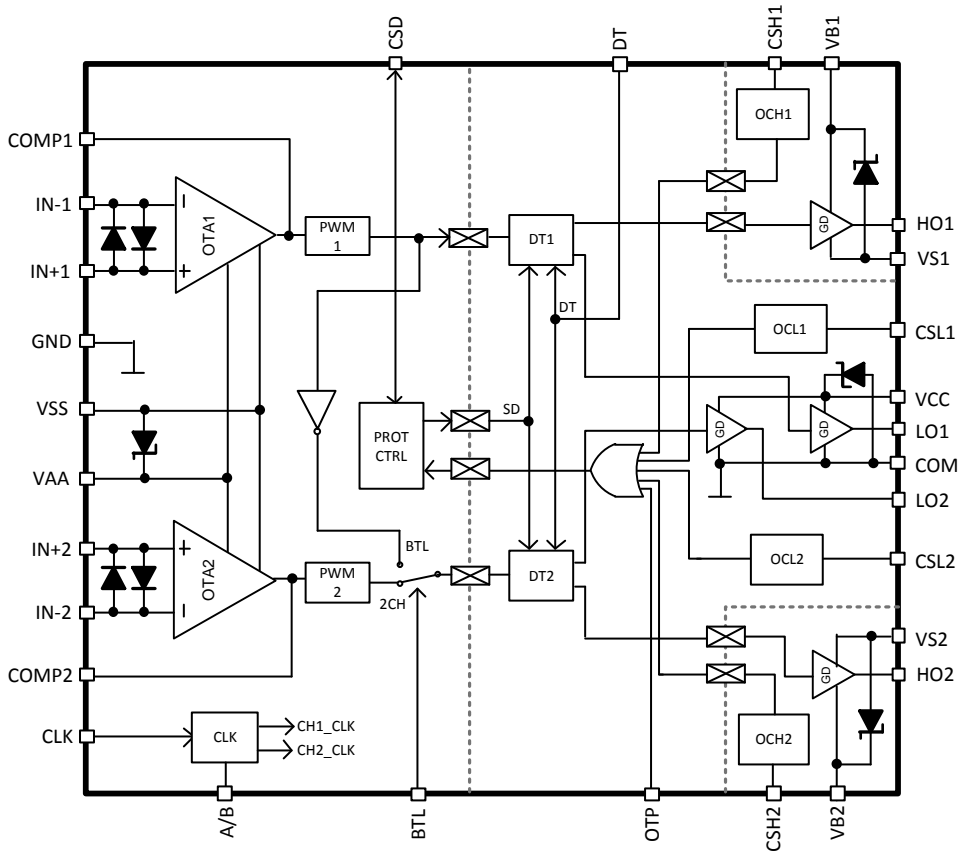 CSD
DT
CSH1
VB1
COMP1
OCH1
IN-1
OTA1
PWM
1
DT1
GD
HO1
IN+1
VS1
DT
OCL1
CSL1
GND
VCC
VSS
PROT
CTRL
SD
GD
GD
LO1
COM
VAA
LO2
IN+2
BTL
OCL2
CSL2
OTA2
PWM
2
DT2
2CH
IN-2
VS2
COMP2
GD
HO2
CLK
CLK
CH1_CLK
CH2_CLK
OCH2
A/B
BTL
OTP
CSH2
VB2